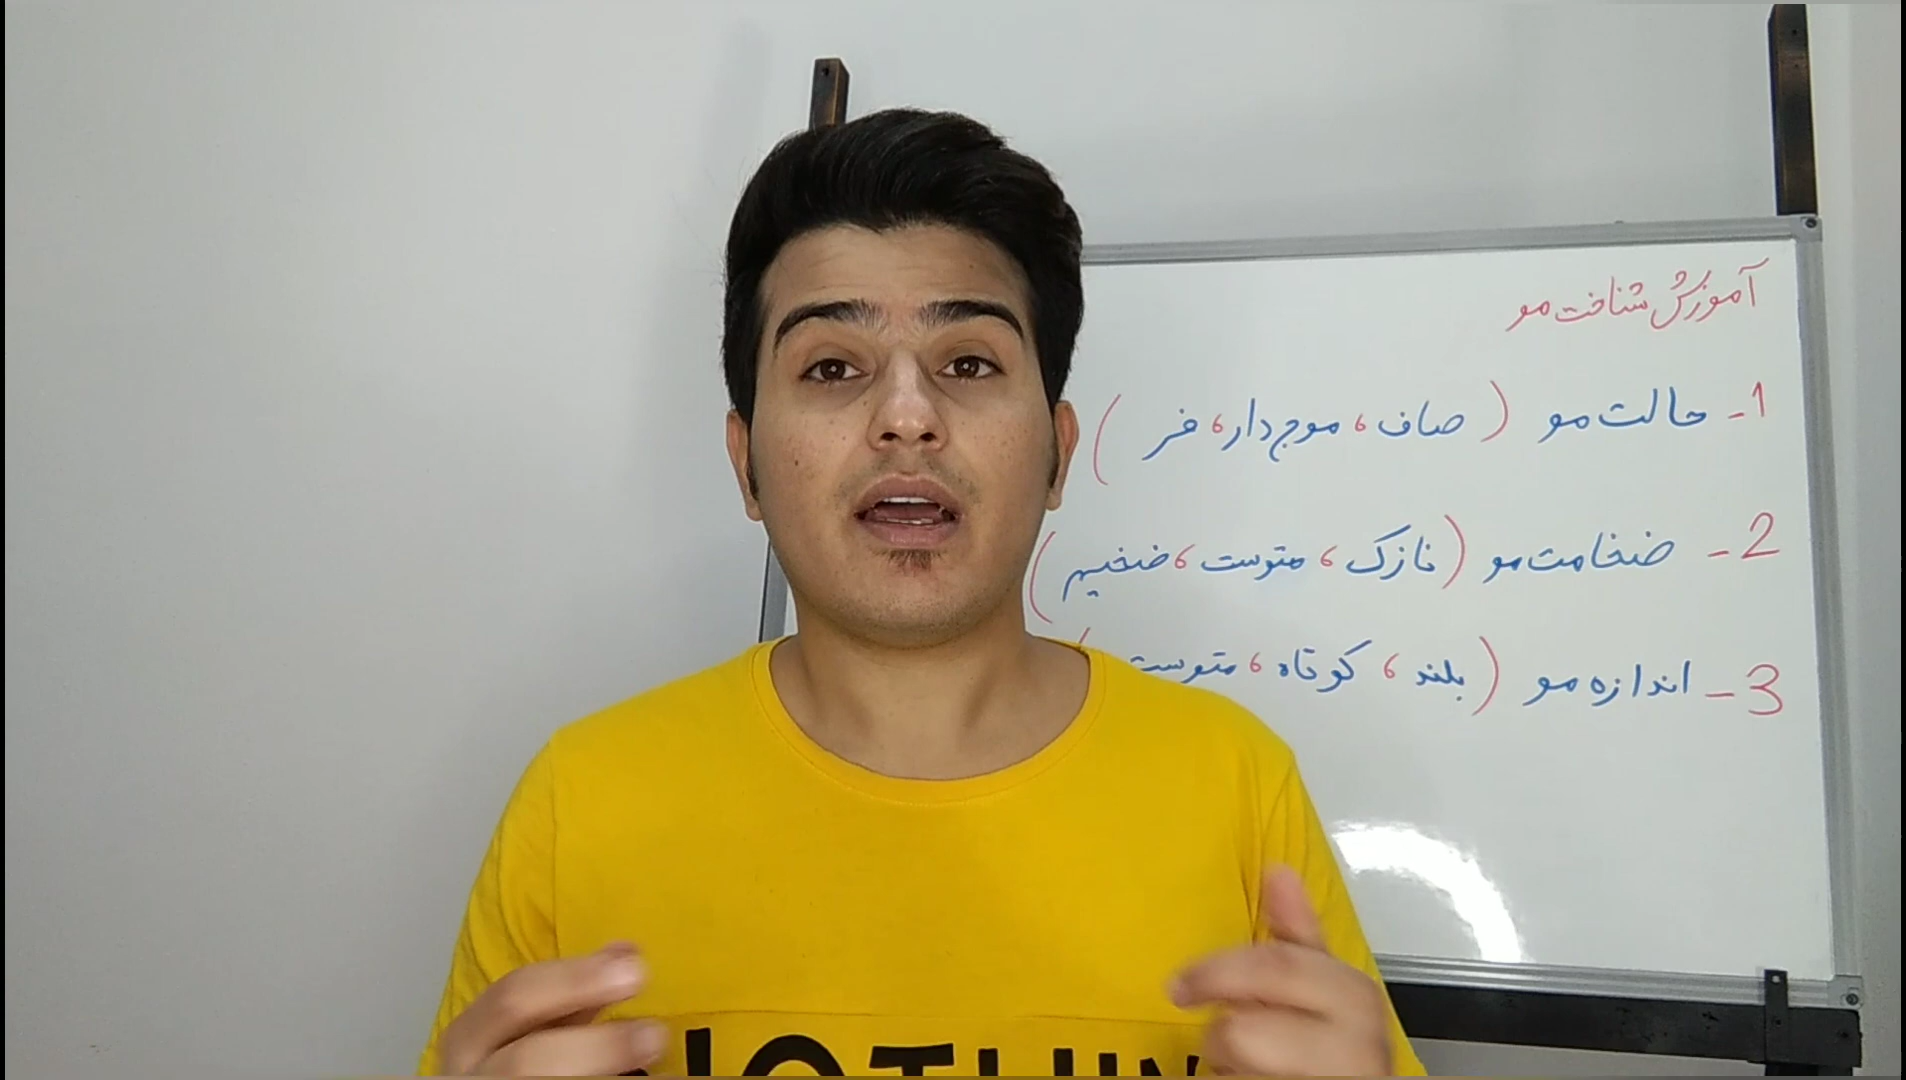 آموزش شناخت مو
1- حالت مو ( صاف ، موج دار ، فر )
2- ضخامت مو ( نازک ، متوست ، ضخیم )
3- اندازه مو ( بلند ، کوتاه ، متوست )